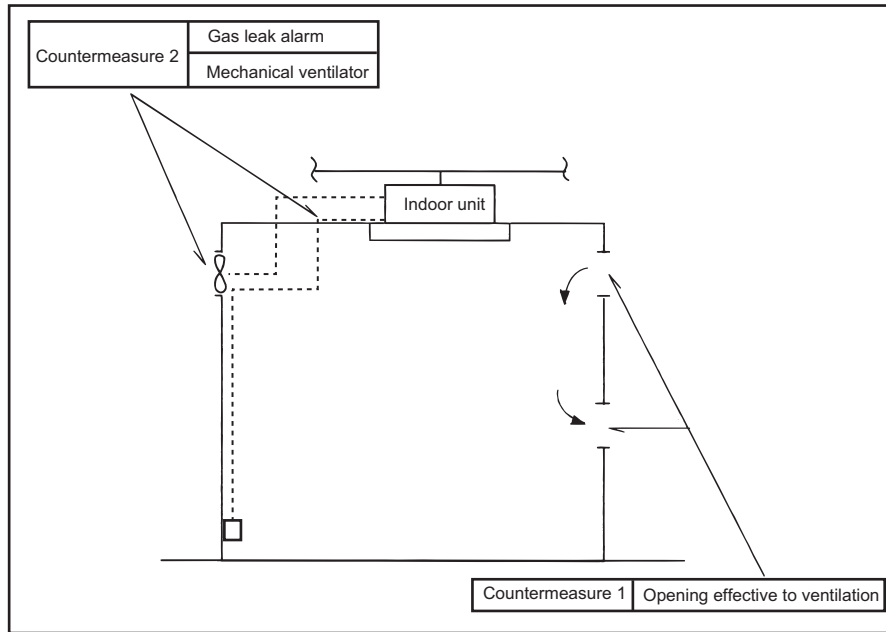 Countermeasure 2
Gas leak alarm
Mechanical ventilator
Indoor unit
Countermeasure 1
Opening effective to ventilation